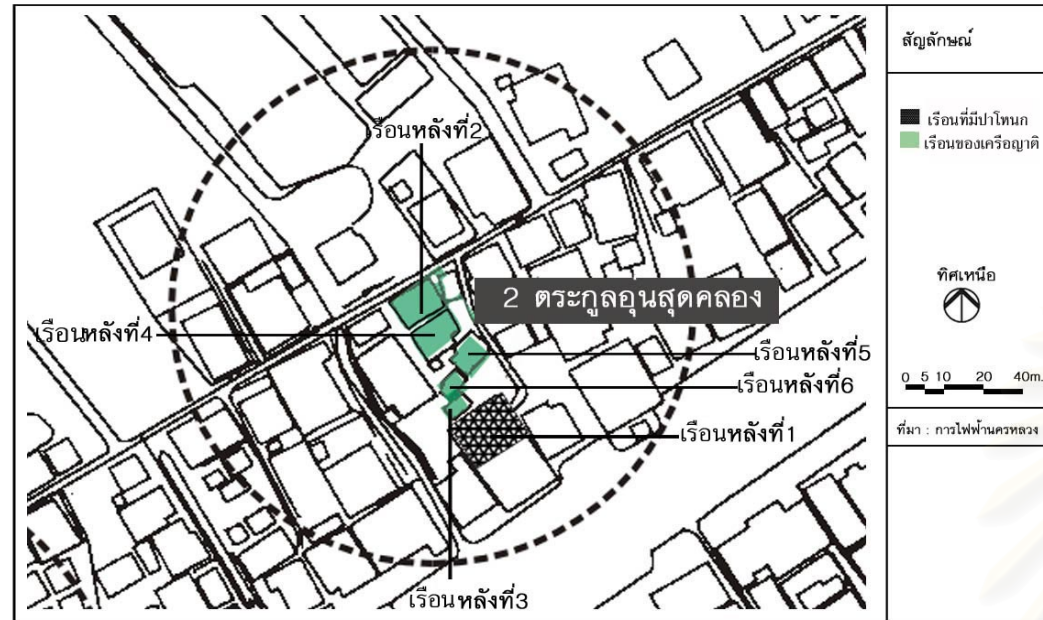 เรือนหลังที่2
2 ตระกูลอุนสุดคลอง
เรือนหลังที่4
เรือนหลังที่5
เรือนหลังที่6
เรือนหลังที่1
เรือนหลังที่3
สัญลักษณ์
เรือนที่มีปาโหนก
เรือนของเครือญาติ
ทิศเหนือ
0 5 10 20 40m.
ที่มา : การไฟฟ้านครหลวง